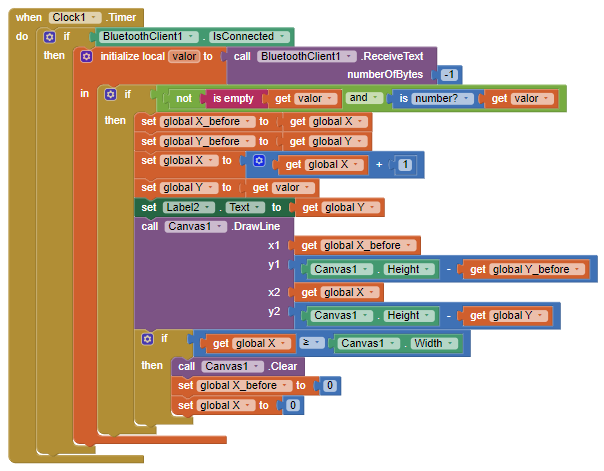 when Clock1 .Timer
do if BluetoothClient1 . IsConnected
then initialize local valor to call BluetoothClient1 .ReceiveText
numberOfBytes -1
in if not is empty get valor and is number? get valor
then set global X_before to get global X
set global Y_before to get global Y
set global X to get global X + 1
set global Y to get valor
set Label2 . Text to get global Y
call Canvas1 .DrawLine
x1 get global X_before
y1 Canvas1 . Height - get global Y_before
x2 get global X
y2 Canvas1 . Height - get global Y
if get global X ≥ Canvas1 . Width
then call Canvas1 .Clear
set global X_before to 0
set global X to 0